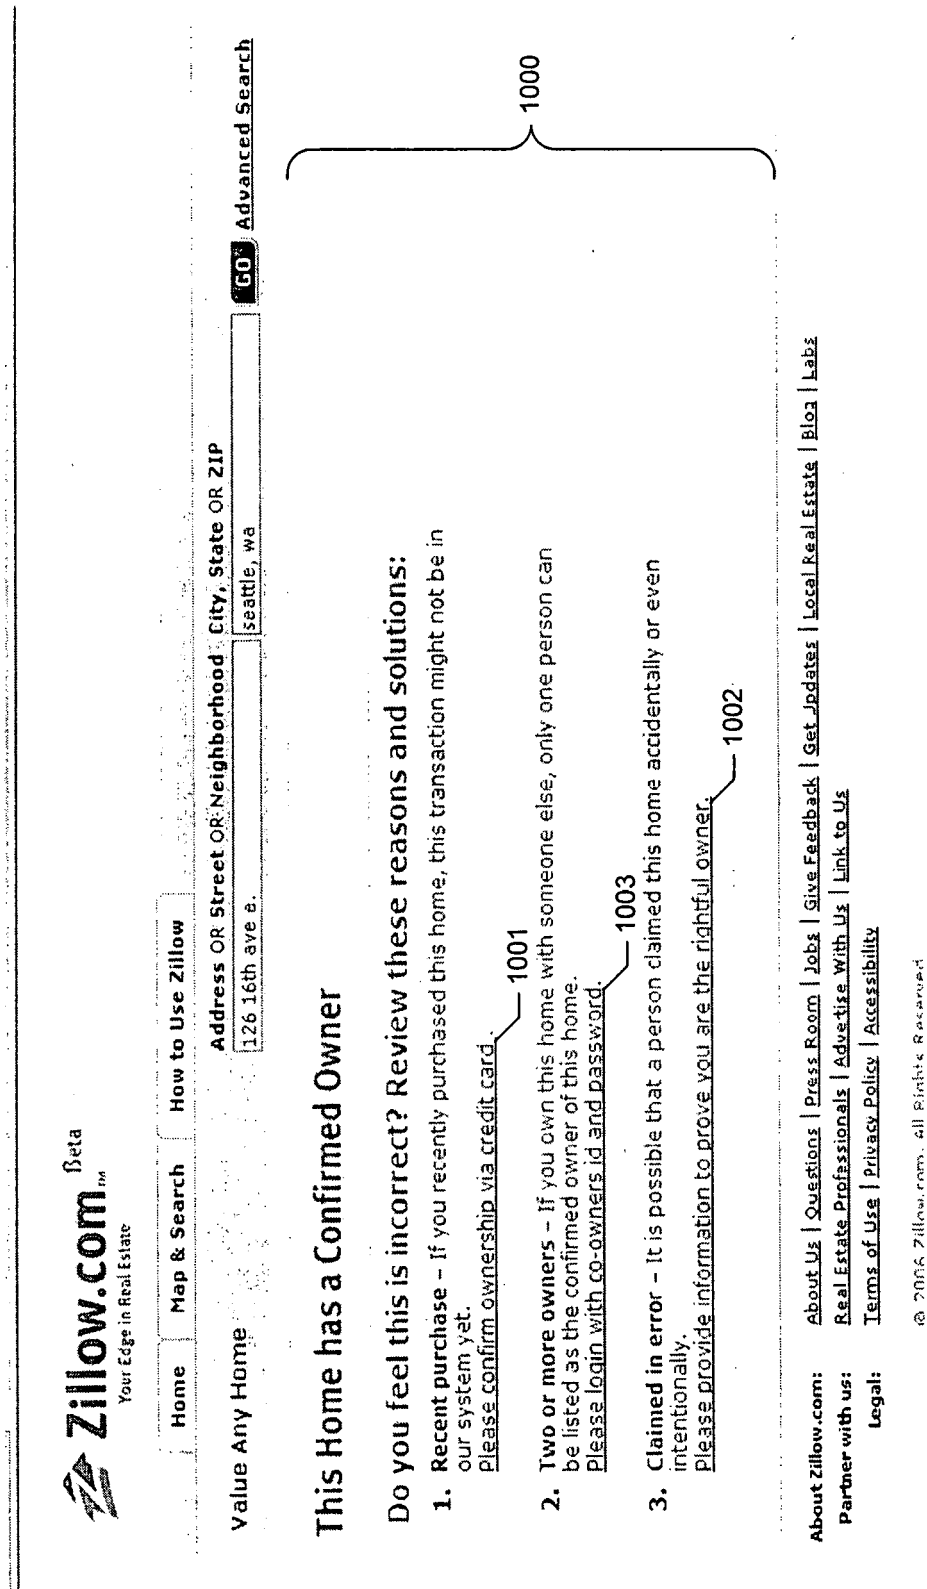 Zillow.com™ Beta
Your Edge in Real Estate
Home Map & Search How to Use Zillow
Value Any Home
Address OR Street OR Neighborhood City, State OR ZIP
126 16th ave e. seattle, wa GO Advanced Search
This Home has a Confirmed Owner
Do you feel this is incorrect? Review these reasons and solutions:
1. Recent purchase – If you recently purchased this home, this transaction might not be in
our system yet.
Please confirm ownership via credit card.
1001
2. Two or more owners – If you own this home with someone else, only one person can
be listed as the confirmed owner of this home.
Please login with co-owners id and password.
1003
3. Claimed in error – It is possible that a person claimed this home accidentally or even
intentionally.
Please provide information to prove you are the rightful owner.
1002
1000
About Zillow.com: About Us | Questions | Press Room | Jobs | Give Feedback | Get Updates | Local Real Estate | Blog | Labs
Partner with us: Real Estate Professionals | Advertise With Us | Link to Us
Legal: Terms of Use | Privacy Policy | Accessibility
© 2006 Zillow.com. All Rights Reserved